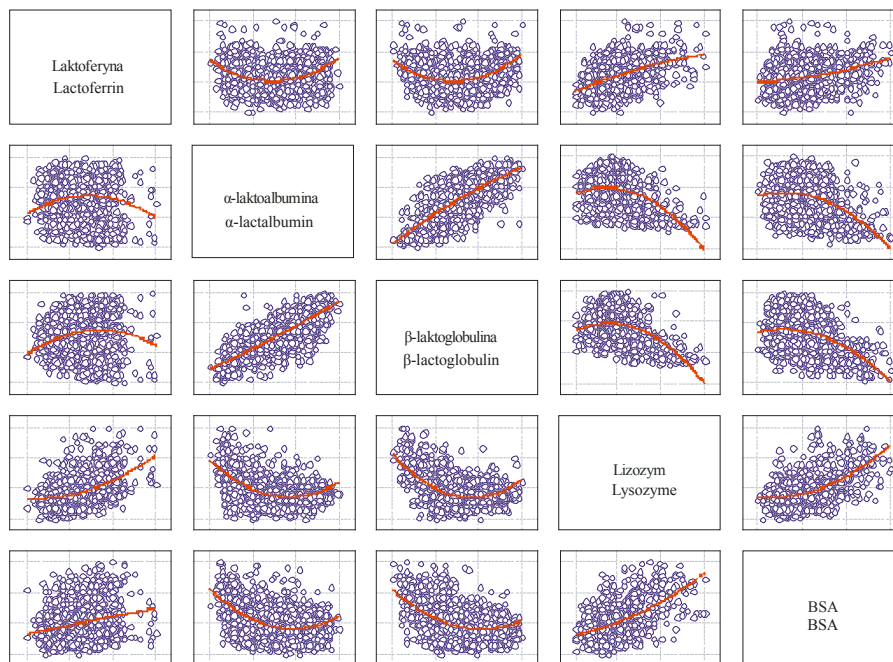 Laktoferyna
Lactoferrin
α-laktoalbumina
α-lactalbumin
β-laktoglobulina
β-lactoglobulin
Lizozym
Lysozyme
BSA
BSA